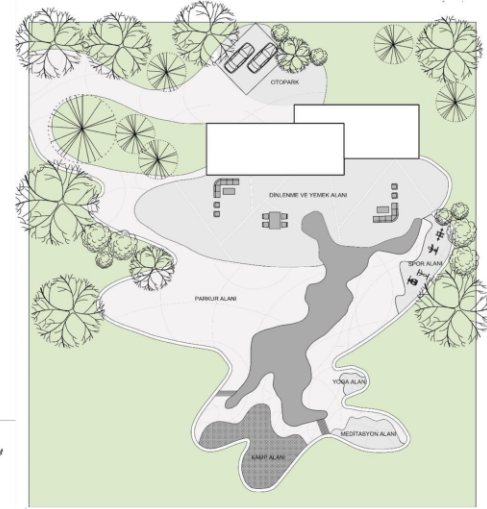 OTOPARK
DİNLENME VE YEMEK ALANI
SPOR ALANI
PARKUR ALANI
YOGA ALANI
MEDİTASYON ALANI
KAMP ALANI